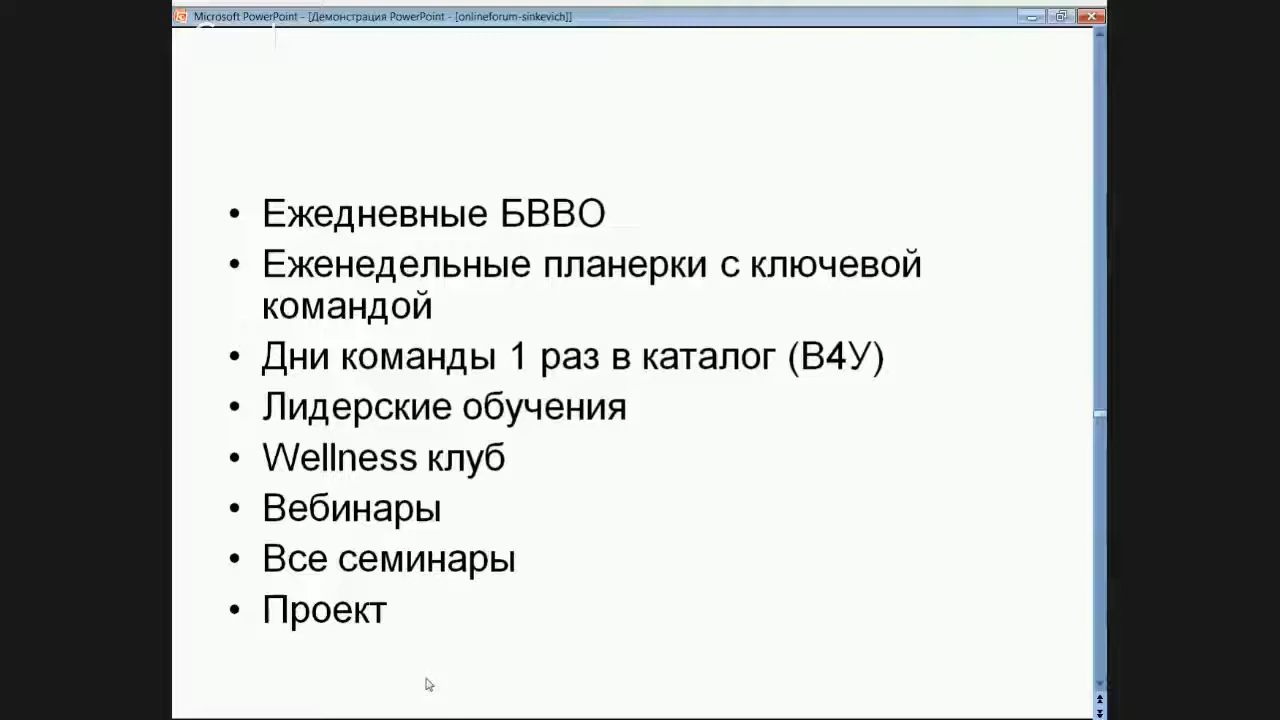 Microsoft PowerPoint - [Демонстрация PowerPoint - [onlineforum-sinkevich]]
• Ежедневные БВВО
• Еженедельные планерки с ключевой
командой
• Дни команды 1 раз в каталог (В4У)
• Лидерские обучения
• Wellness клуб
• Вебинары
• Все семинары
• Проект